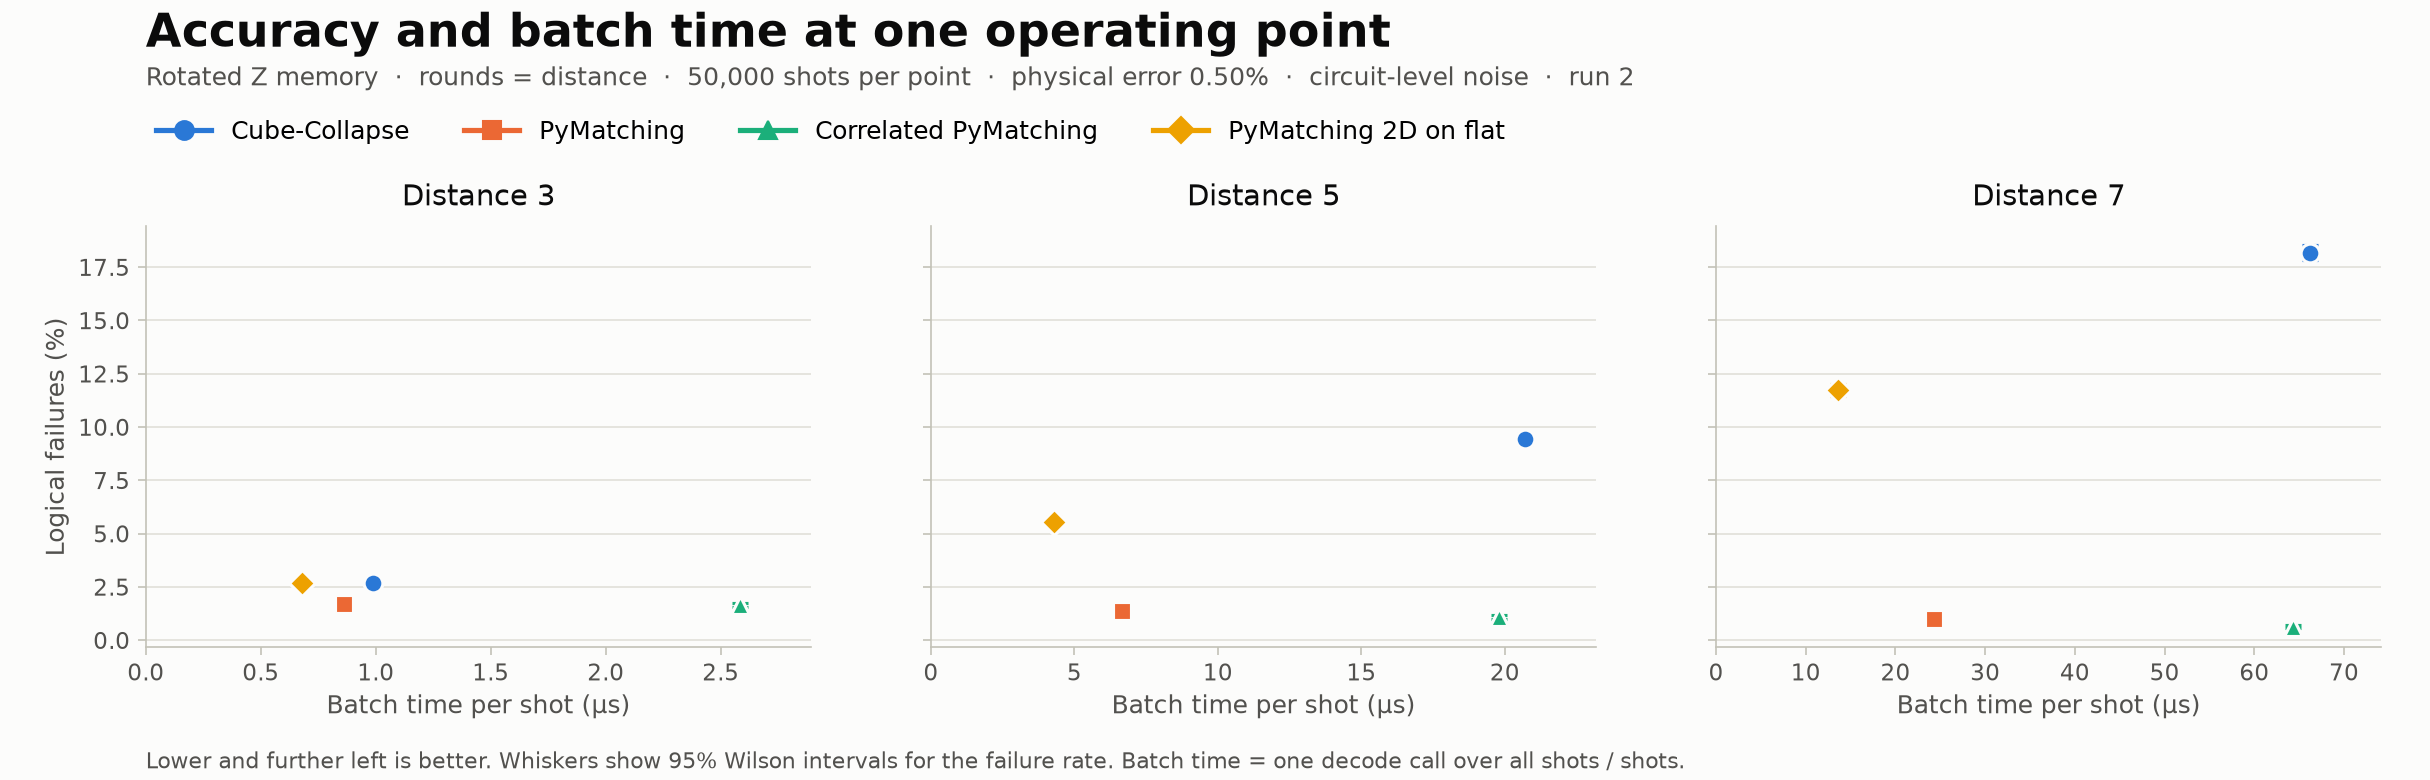 Accuracy and batch time at one operating point
Rotated Z memory · rounds = distance · 50,000 shots per point · physical error 0.50% · circuit-level noise · run 2
Cube-Collapse PyMatching Correlated PyMatching PyMatching 2D on flat
Distance 3
Distance 5
Distance 7
Logical failures (%)
17.5
15.0
12.5
10.0
7.5
5.0
2.5
0.0
0.0 0.5 1.0 1.5 2.0 2.5
Batch time per shot (µs)
0 5 10 15 20
Batch time per shot (µs)
0 10 20 30 40 50 60 70
Batch time per shot (µs)
Lower and further left is better. Whiskers show 95% Wilson intervals for the failure rate. Batch time = one decode call over all shots / shots.